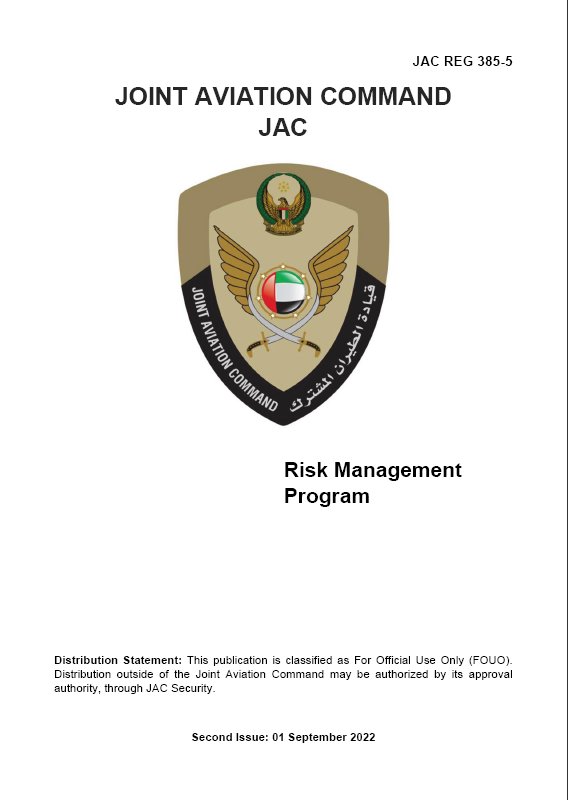 JAC REG 385-5
JOINT AVIATION COMMAND
JAC
JOINT AVIATION COMMAND
قيادة الطيران المشترك
Risk Management
Program
Distribution Statement: This publication is classified as For Official Use Only (FOUO).
Distribution outside of the Joint Aviation Command may be authorized by its approval
authority, through JAC Security.
Second Issue: 01 September 2022